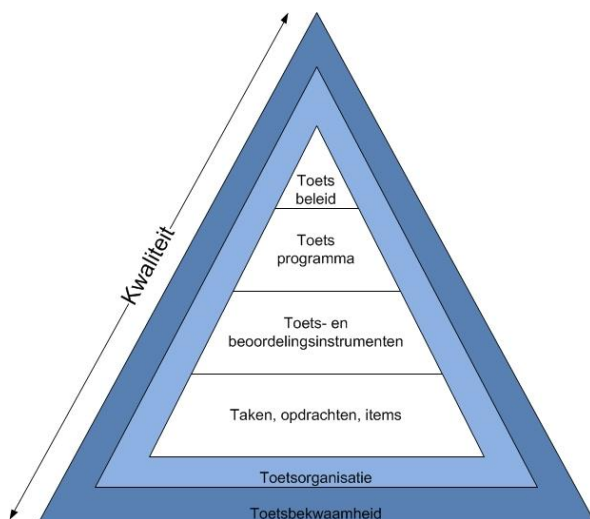 Kwaliteit
Toets
beleid
Toets
programma
Toets- en
beoordelingsinstrumenten
Taken, opdrachten, items
Toetsorganisatie
Toetsbekwaamheid